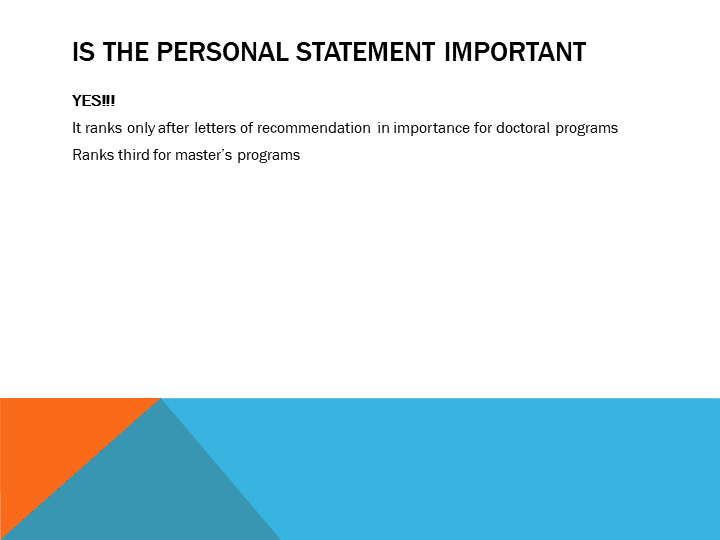 IS THE PERSONAL STATEMENT IMPORTANT
YES!!!
It ranks only after letters of recommendation in importance for doctoral programs
Ranks third for master’s programs